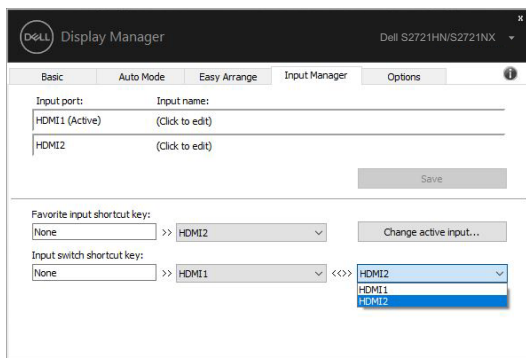 DELL Display Manager Dell S2721HN/S2721NX
x
Basic Auto Mode Easy Arrange Input Manager Options
Input port: Input name:
HDMI1 (Active) (Click to edit)
HDMI2 (Click to edit)
Save
Favorite input shortcut key:
None >> HDMI2 Change active input...
Input switch shortcut key:
None >> HDMI1 <<>> HDMI2
HDMI1
HDMI2